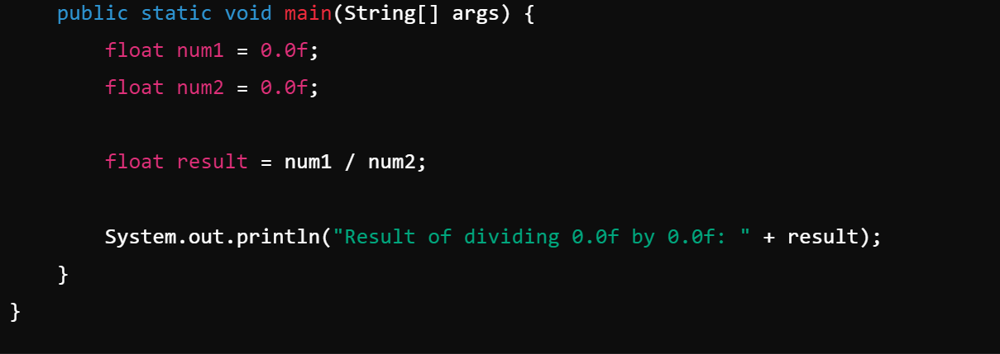 public static void main(String[] args) {
float num1 = 0.0f;
float num2 = 0.0f;
float result = num1 / num2;
System.out.println("Result of dividing 0.0f by 0.0f: " + result);
}
}